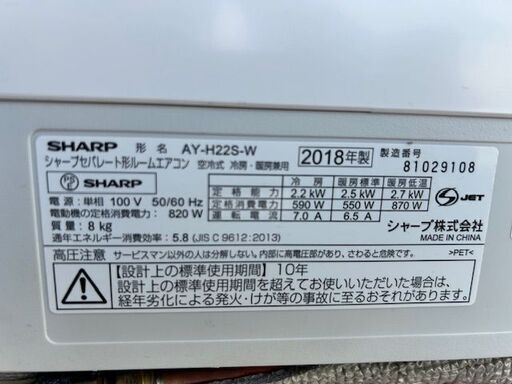 SHARP 形名 AY-H22S-W
シャープセパレート形ルームエアコン 空冷式 冷房・暖房兼用 2018年製 製造番号 81029108
PS E SHARP
電源：単相 100 V 50/60 Hz
電動機の定格消費電力： 820 W
質量： 8 kg
通年エネルギー消費効率： 5.8 (JIS C 9612:2013)
冷房 暖房標準 暖房低温
定格能力 2.2 kW 2.5 kW 2.7 kW
定格消費電力 590 W 550 W 870 W
運転電流 7.0 A 6.5 A
JET
シャープ株式会社
MADE IN CHINA
高圧注意 サービスマン以外の人は分解しないでください。内部に高電圧部があり、さわると危険です。
>PET<
【設計上の標準使用期間】10年
設計上の標準使用期間を超えてお使いいただいた場合は、
経年劣化による発火・けが等の事故に至るおそれがあります。